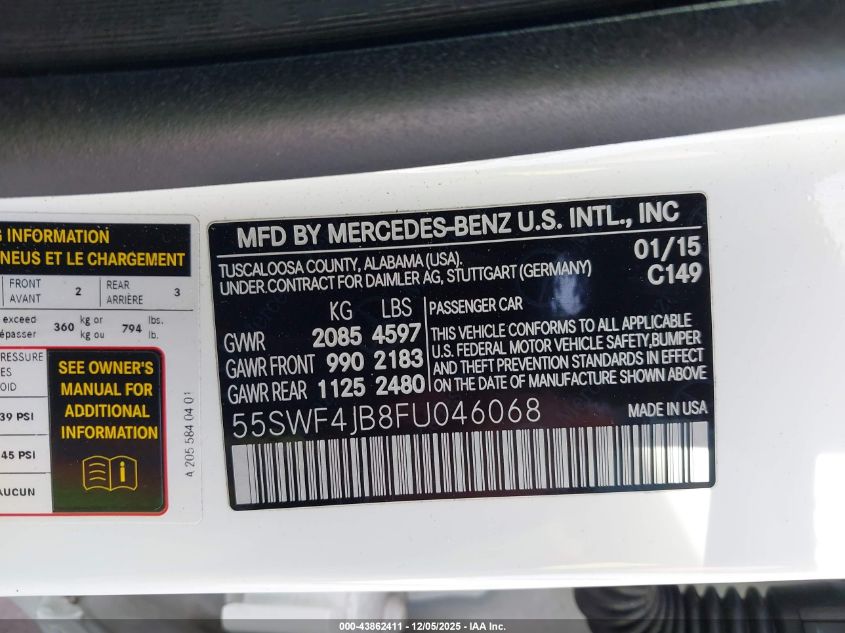 G INFORMATION
NEUS ET LE CHARGEMENT
FRONT
AVANT
2
REAR
ARRIÈRE
3
exceed
épasser
360
kg or
kg ou
794
lbs.
lb.
PRESSURE
ES
OID
39 PSI
45 PSI
AUCUN
SEE OWNER'S
MANUAL FOR
ADDITIONAL
INFORMATION
A 205 584 04 01
MFD BY MERCEDES-BENZ U.S. INTL., INC
TUSCALOOSA COUNTY, ALABAMA (USA).
UNDER CONTRACT FOR DAIMLER AG, STUTTGART (GERMANY)
01/15
C149
KG LBS
GVWR 2085 4597
GAWR FRONT 990 2183
GAWR REAR 1125 2480
PASSENGER CAR
THIS VEHICLE CONFORMS TO ALL APPLICABLE
U.S. FEDERAL MOTOR VEHICLE SAFETY,BUMPER
AND THEFT PREVENTION STANDARDS IN EFFECT
ON THE DATE OF MANUFACTURE SHOWN ABOVE
55SWF4JB8FU046068
MADE IN USA
000-43862411 - 12/05/2025 - IAA Inc.